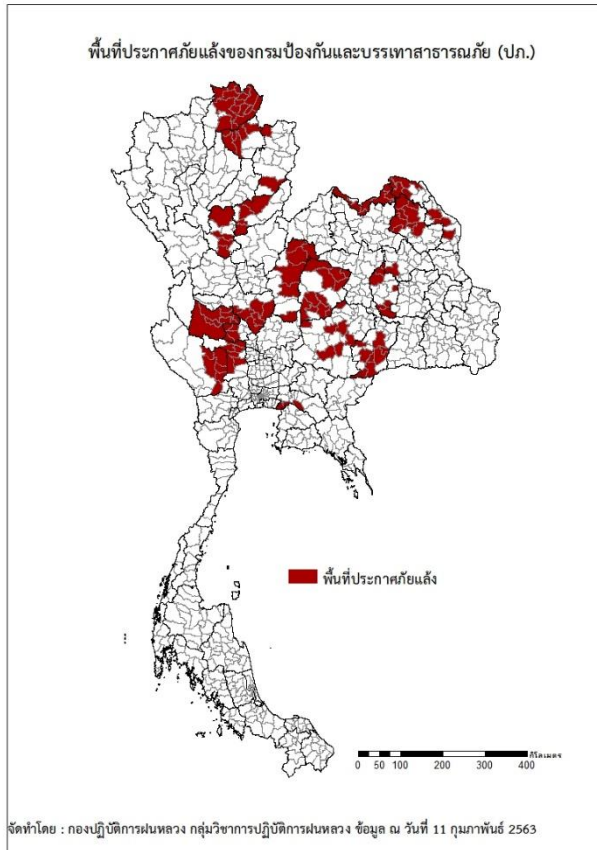 พื้นที่ประกาศภัยแล้งของกรมป้องกันและบรรเทาสาธารณภัย (ปภ.)
พื้นที่ประกาศภัยแล้ง
กิโลเมตร
0 50 100 200 300 400
จัดทำโดย : กองปฏิบัติการฝนหลวง กลุ่มวิชาการปฏิบัติการฝนหลวง ข้อมูล ณ วันที่ 11 กุมภาพันธ์ 2563